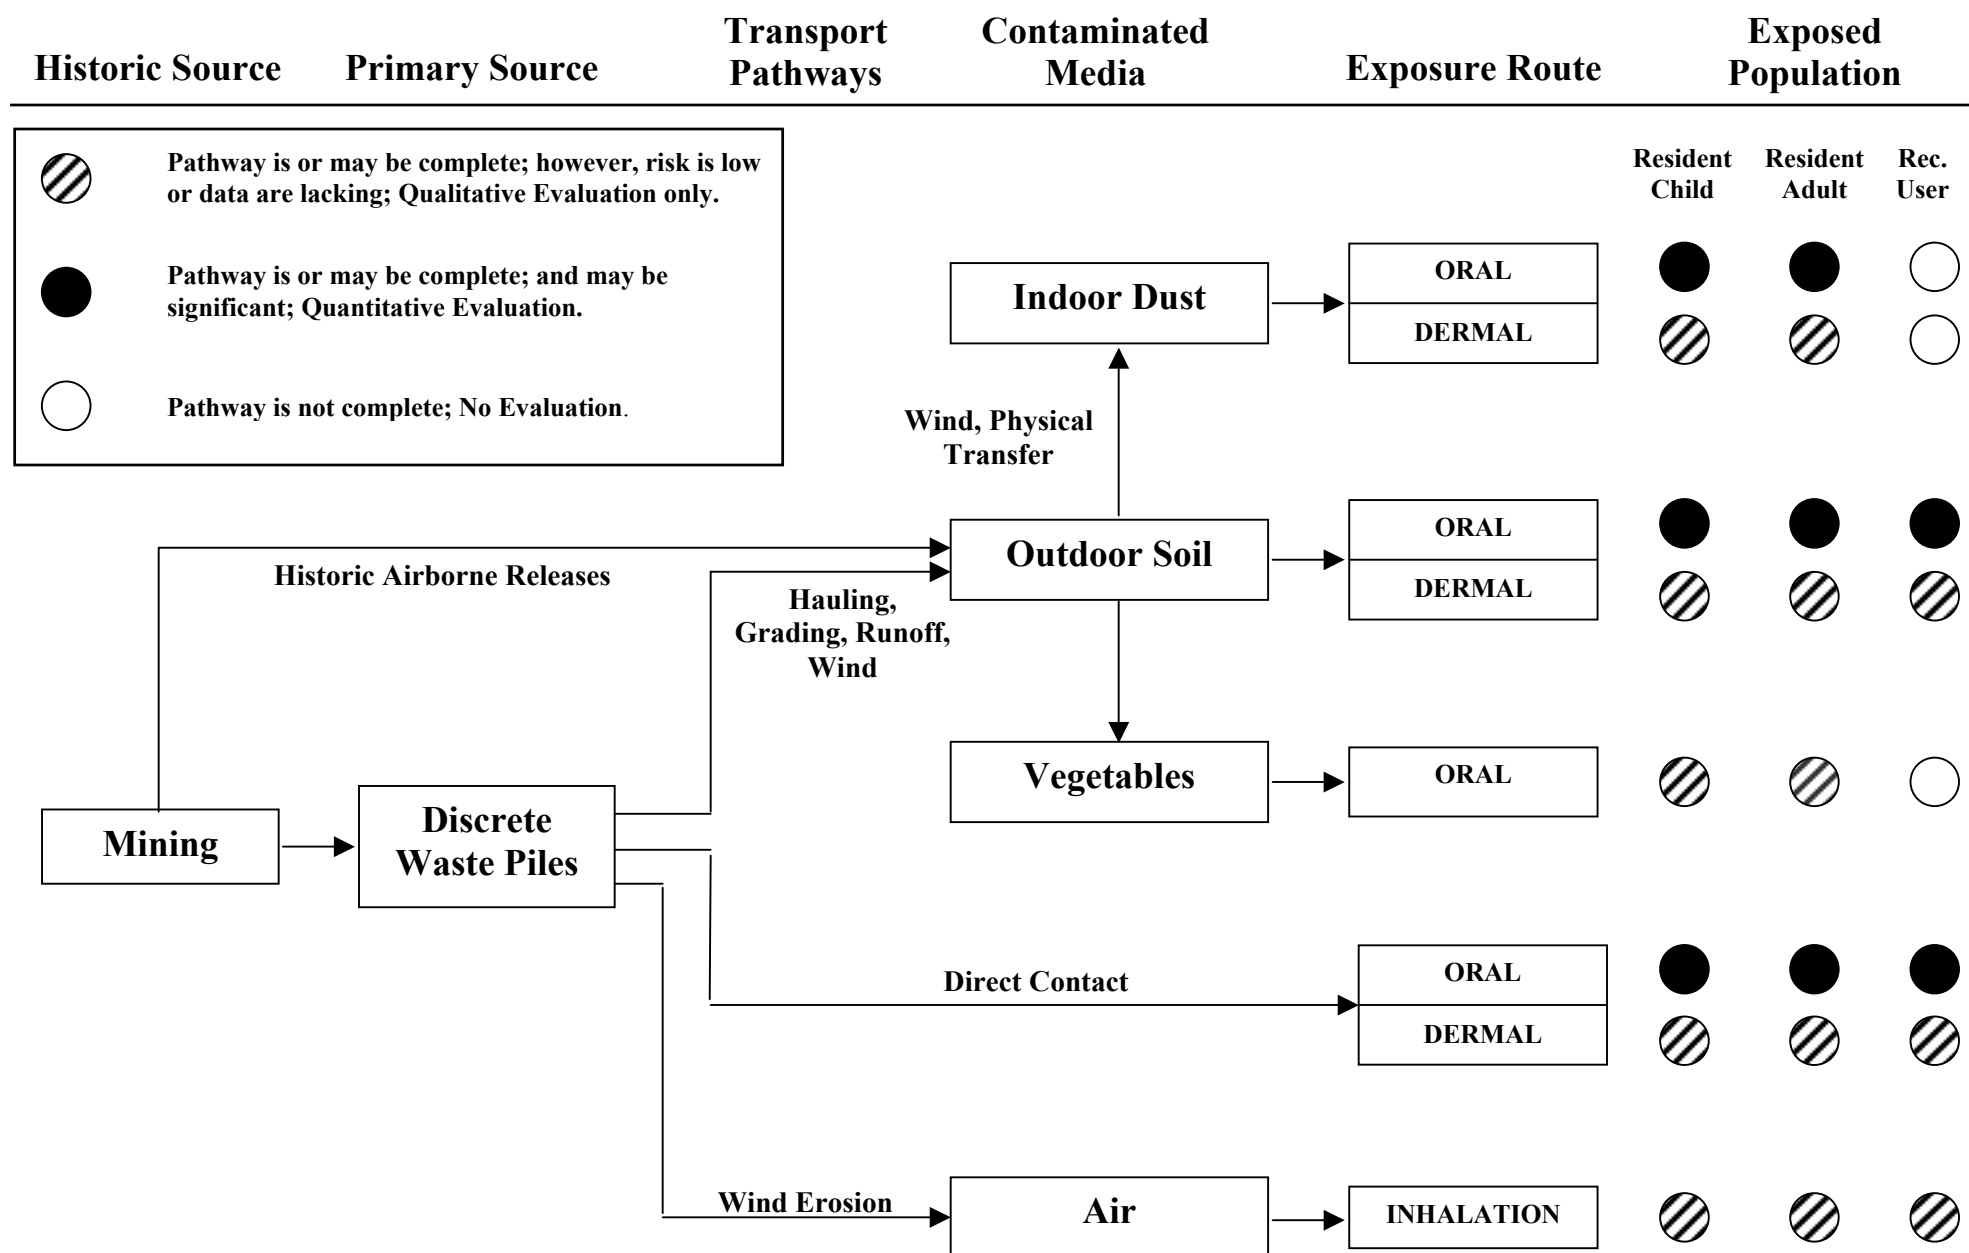 Historic Source
Primary Source
Transport
Pathways
Contaminated
Media
Exposure Route
Exposed
Population
Pathway is or may be complete; however, risk is low
or data are lacking; Qualitative Evaluation only.
Pathway is or may be complete; and may be
significant; Quantitative Evaluation.
Pathway is not complete; No Evaluation.
Resident
Child
Resident
Adult
Rec.
User
Indoor Dust
ORAL
DERMAL
Wind, Physical
Transfer
Outdoor Soil
ORAL
DERMAL
Historic Airborne Releases
Hauling,
Grading, Runoff,
Wind
Vegetables
ORAL
Mining
Discrete
Waste Piles
Direct Contact
ORAL
DERMAL
Wind Erosion
Air
INHALATION